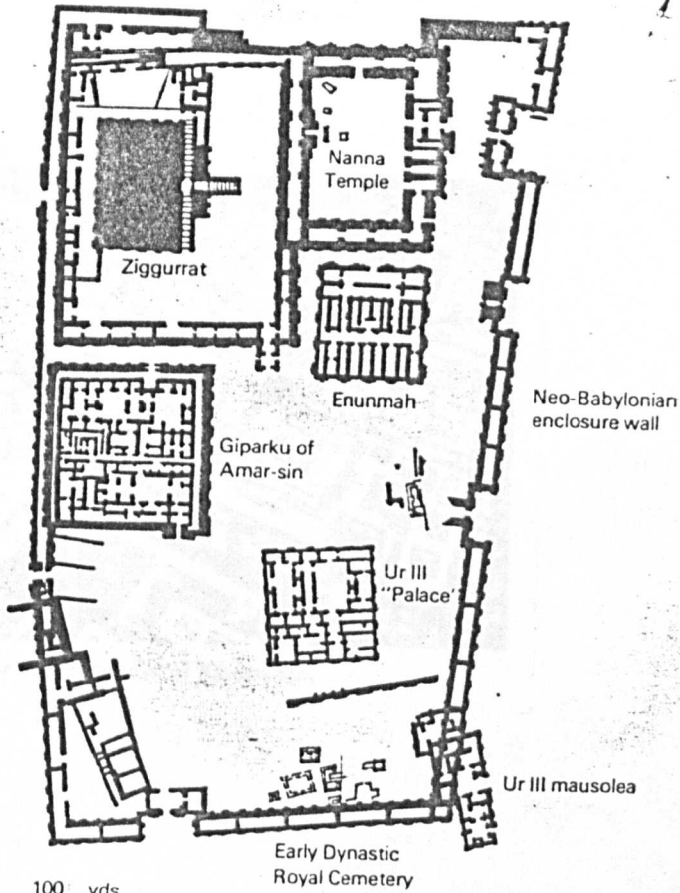 Nanna
Temple
Ziggurrat
Enunmah
Neo-Babylonian
enclosure wall
Giparku of
Amar-sin
Ur III
"Palace"
Ur III mausolea
Early Dynastic
Royal Cemetery
100 yds